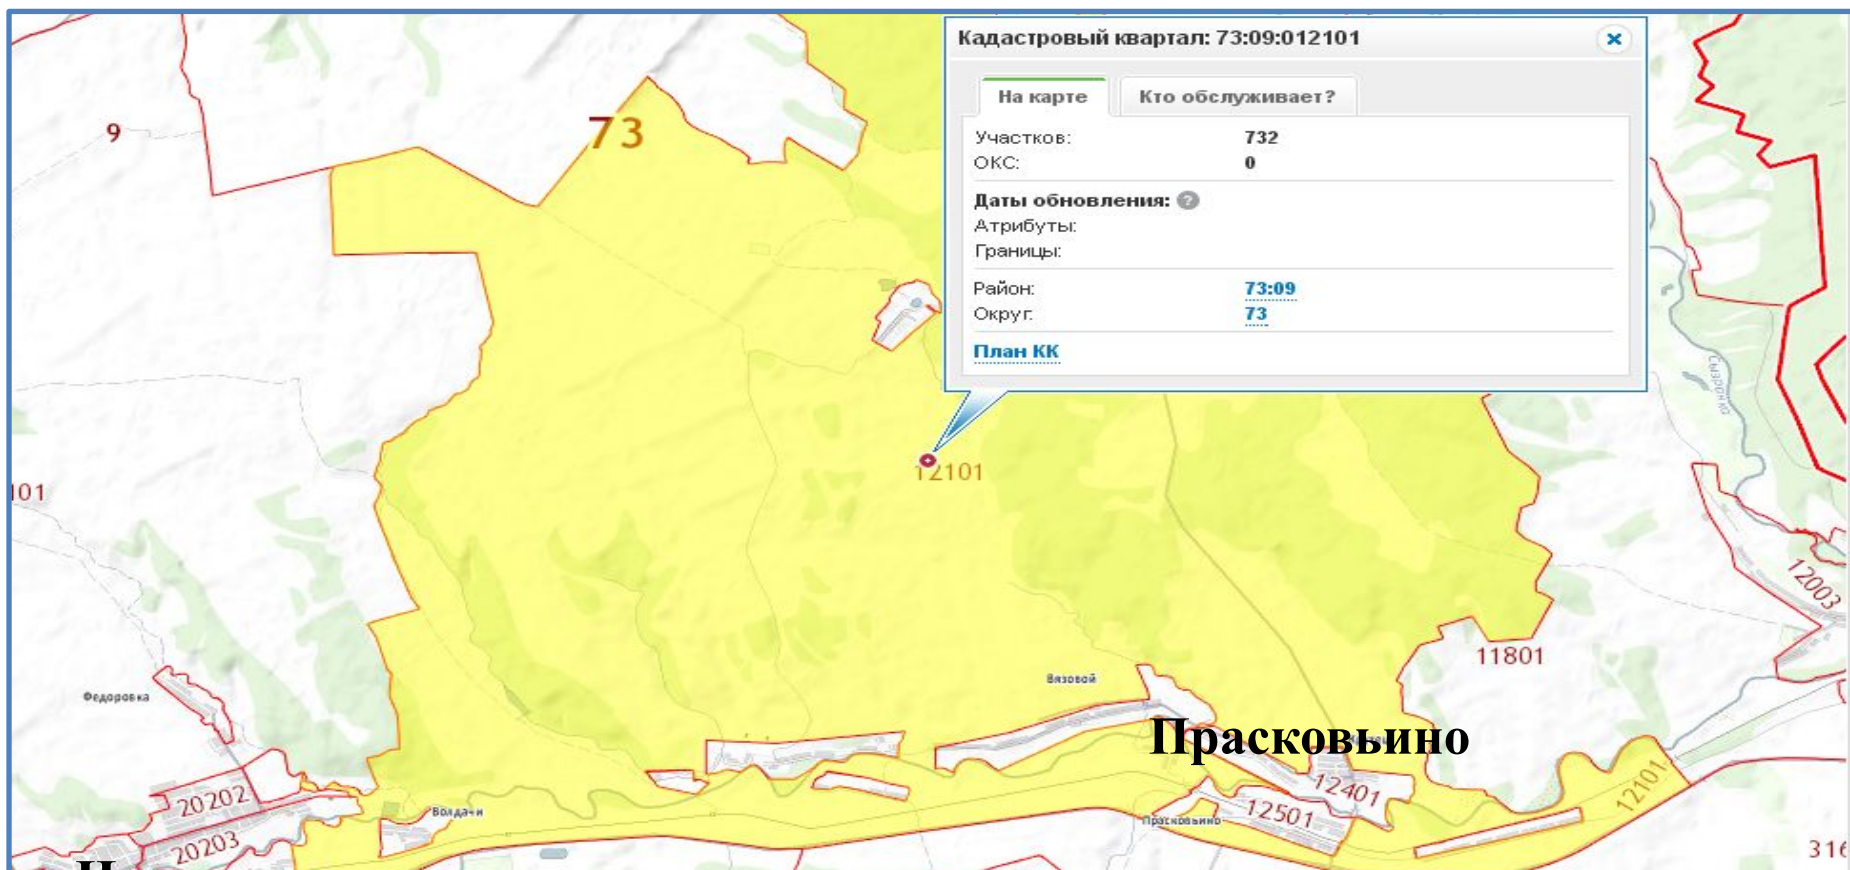 Кадастровый квартал: 73:09:012101
На карте
Кто обслуживает?
Участков: 732
ОКС: 0
Даты обновления: ?
Атрибуты:
Границы:
Район: 73:09
Округ: 73
План КК
9
73
101
12101
Сызранка
12003
11801
Федоровка
Вязовой
Прасковьино
20202
20203
Волдачи
12401
12501
Прасковьино
12101
316